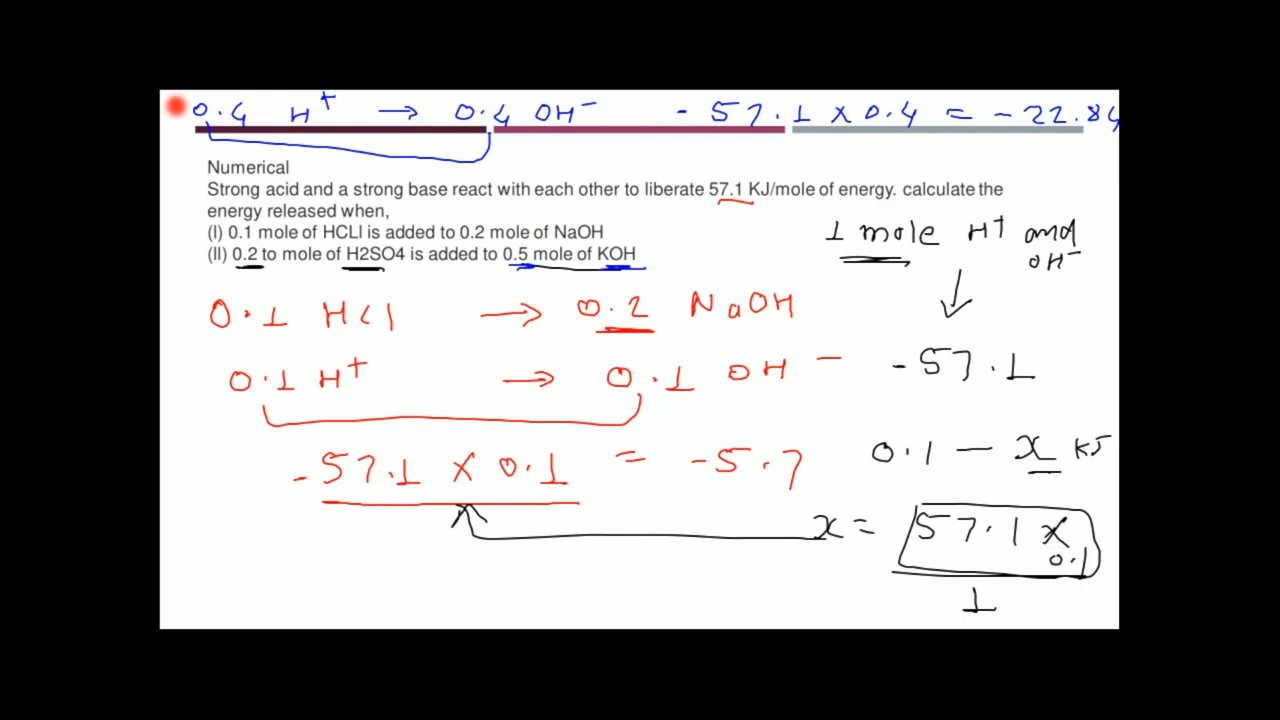 0.4 H+ → 0.4 OH- -57.1 x 0.4 = -22.84
Numerical
Strong acid and a strong base react with each other to liberate 57.1 KJ/mole of energy. calculate the
energy released when,
(I) 0.1 mole of HCLl is added to 0.2 mole of NaOH
(II) 0.2 to mole of H2SO4 is added to 0.5 mole of KOH
1 mole H+ and
OH-
0.1 HCl → 0.2 NaOH
0.1 H+ → 0.1 OH-
-57.1
-57.1 x 0.1 = -5.7
0.1 — x KJ
x = 57.1 x
0.1
1